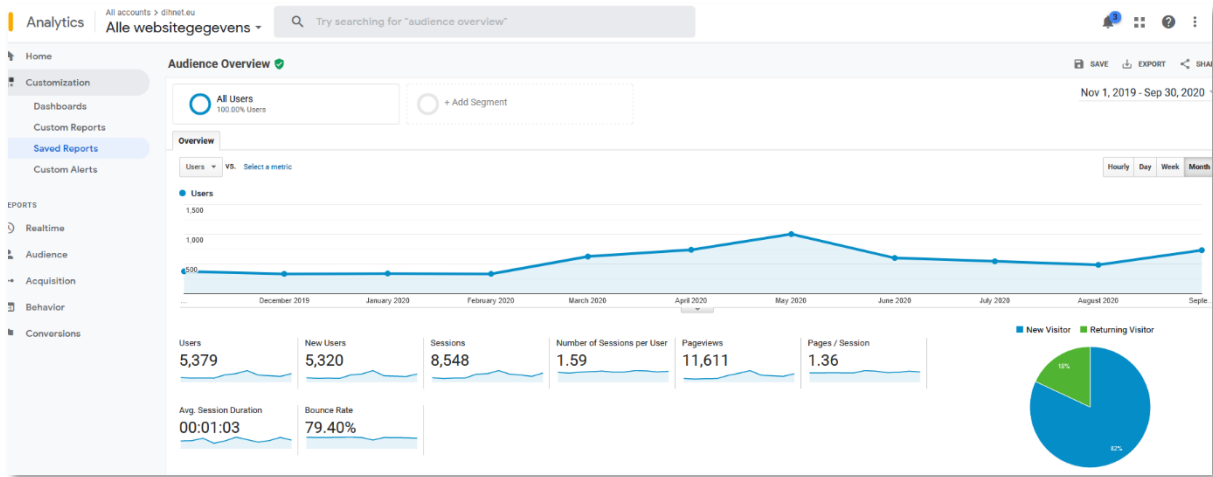 Analytics
All accounts > dihnet.eu
Alle websitegegevens
Try searching for "audience overview"
3
Home
Customization
Dashboards
Custom Reports
Saved Reports
Custom Alerts
EPORTS
Realtime
Audience
Acquisition
Behavior
Conversions
Audience Overview
SAVE
EXPORT
SHAR
All Users
100.00% Users
+ Add Segment
Nov 1, 2019 - Sep 30, 2020
Overview
Users VS. Select a metric
Hourly Day Week Month
Users
1,500
1,000
500
... December 2019 January 2020 February 2020 March 2020 April 2020 May 2020 June 2020 July 2020 August 2020 Septe...
New Visitor Returning Visitor
Users
5,379
New Users
5,320
Sessions
8,548
Number of Sessions per User
1.59
Pageviews
11,611
Pages / Session
1.36
Avg. Session Duration
00:01:03
Bounce Rate
79.40%
18%
82%